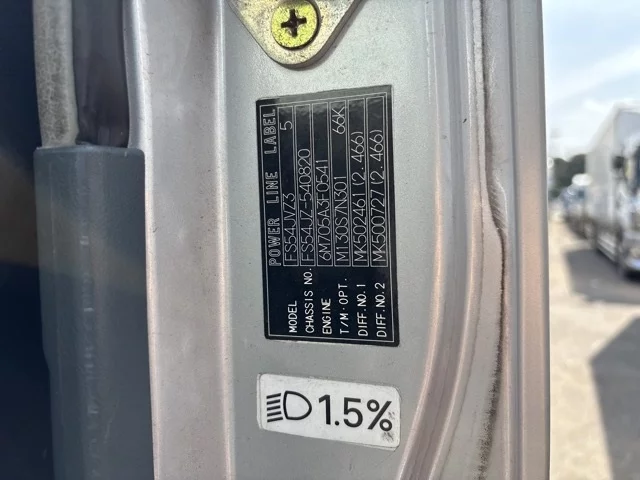 POWER LINE LABEL
MODEL FS54JVZ3 5
CHASSIS NO. FS54JZ-540820
ENGINE 6M705A3F0541
T/M·OPT. M130S7N301 66K
DIFF.NO.1 MK502461(2.466)
DIFF.NO.2 MK500727(2.466)
1.5%